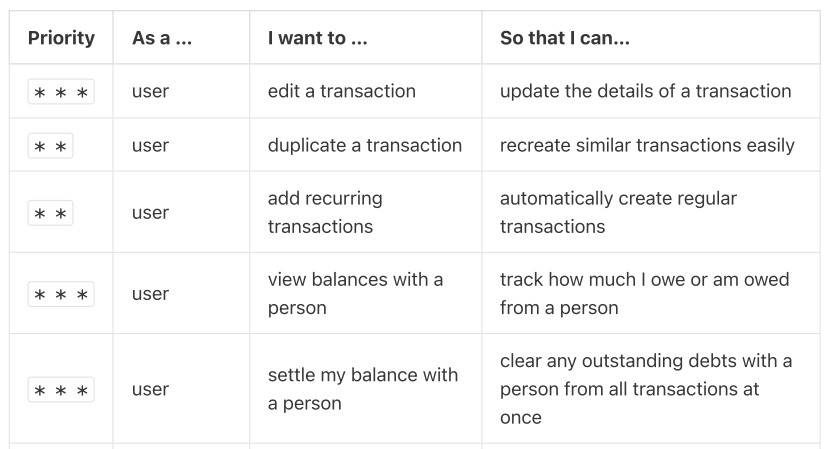 Priority As a ... I want to ... So that I can...
* * * user edit a transaction update the details of a transaction
* * user duplicate a transaction recreate similar transactions easily
* * user add recurring transactions automatically create regular transactions
* * * user view balances with a person track how much I owe or am owed from a person
* * * user settle my balance with a person clear any outstanding debts with a person from all transactions at once